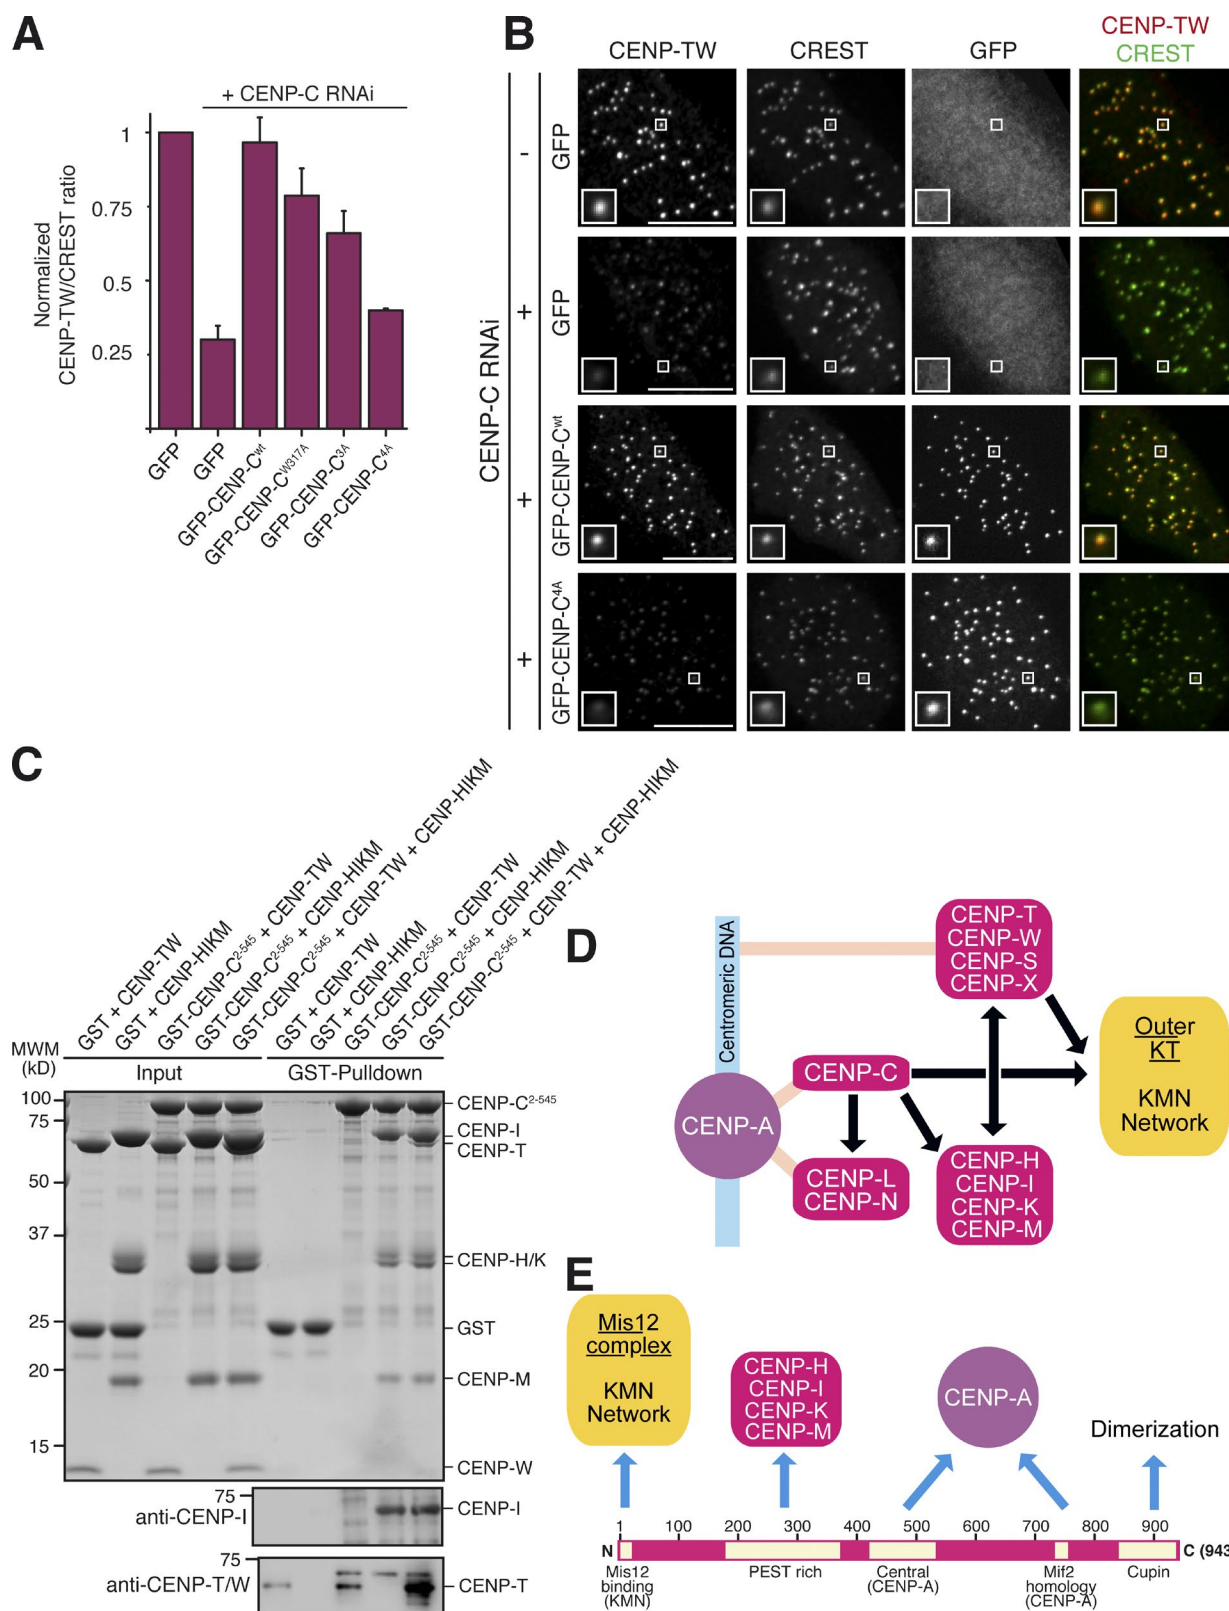 A
+ CENP-C RNAi
Normalized
CENP-TW/CREST ratio
1
0.75
0.5
0.25
GFP
GFP
GFP-CENP-Cwt
GFP-CENP-CW317A
GFP-CENP-C3A
GFP-CENP-C4A
B
CENP-TW
CREST
GFP
CENP-TW
CREST
CENP-C RNAi
-
GFP
+
GFP
+
GFP-CENP-Cwt
+
GFP-CENP-C4A
C
GST + CENP-TW
GST + CENP-HIKM
GST-CENP-C2-545 + CENP-TW
GST-CENP-C2-545 + CENP-HIKM
GST-CENP-C2-545 + CENP-TW + CENP-HIKM
GST + CENP-TW
GST + CENP-HIKM
GST-CENP-C2-545 + CENP-TW
GST-CENP-C2-545 + CENP-HIKM
GST-CENP-C2-545 + CENP-TW + CENP-HIKM
MWM
(kD)
Input
GST-Pulldown
100
75
50
37
25
20
15
CENP-C2-545
CENP-I
CENP-T
CENP-H/K
GST
CENP-M
CENP-W
75
anti-CENP-I
CENP-I
75
anti-CENP-T/W
CENP-T
D
Centromeric DNA
CENP-T
CENP-W
CENP-S
CENP-X
CENP-C
CENP-A
CENP-L
CENP-N
CENP-H
CENP-I
CENP-K
CENP-M
Outer
KT
KMN
Network
E
Mis12
complex
KMN
Network
CENP-H
CENP-I
CENP-K
CENP-M
CENP-A
Dimerization
1 100 200 300 400 500 600 700 800 900
N
C (943
Mis12
binding
(KMN)
PEST rich
Central
(CENP-A)
Mif2
homology
(CENP-A)
Cupin